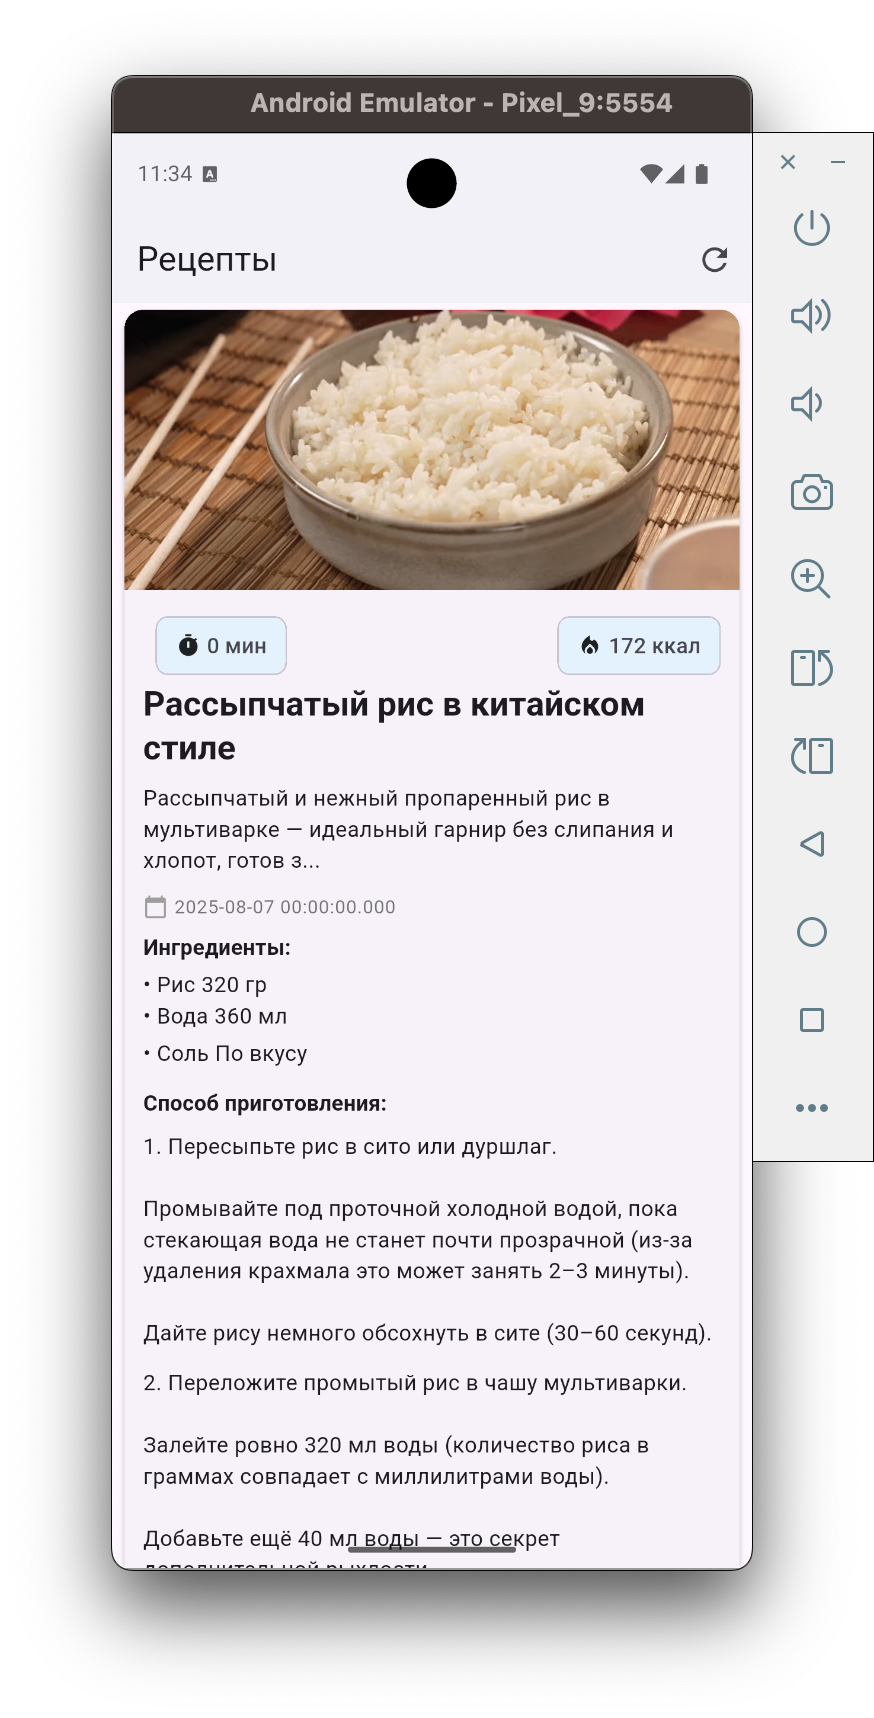 Android Emulator - Pixel_9:5554
11:34 A
Рецепты
0 мин
172 ккал
Рассыпчатый рис в китайском
стиле
Рассыпчатый и нежный пропаренный рис в
мультиварке — идеальный гарнир без слипания и
хлопот, готов з...
2025-08-07 00:00:00.000
Ингредиенты:
• Рис 320 гр
• Вода 360 мл
• Соль По вкусу
Способ приготовления:
1. Пересыпьте рис в сито или дуршлаг.
Промывайте под проточной холодной водой, пока
стекающая вода не станет почти прозрачной (из-за
удаления крахмала это может занять 2–3 минуты).
Дайте рису немного обсохнуть в сите (30–60 секунд).
2. Переложите промытый рис в чашу мультиварки.
Залейте ровно 320 мл воды (количество риса в
граммах совпадает с миллилитрами воды).
Добавьте ещё 40 мл воды — это секрет
дополнительной рыхлости